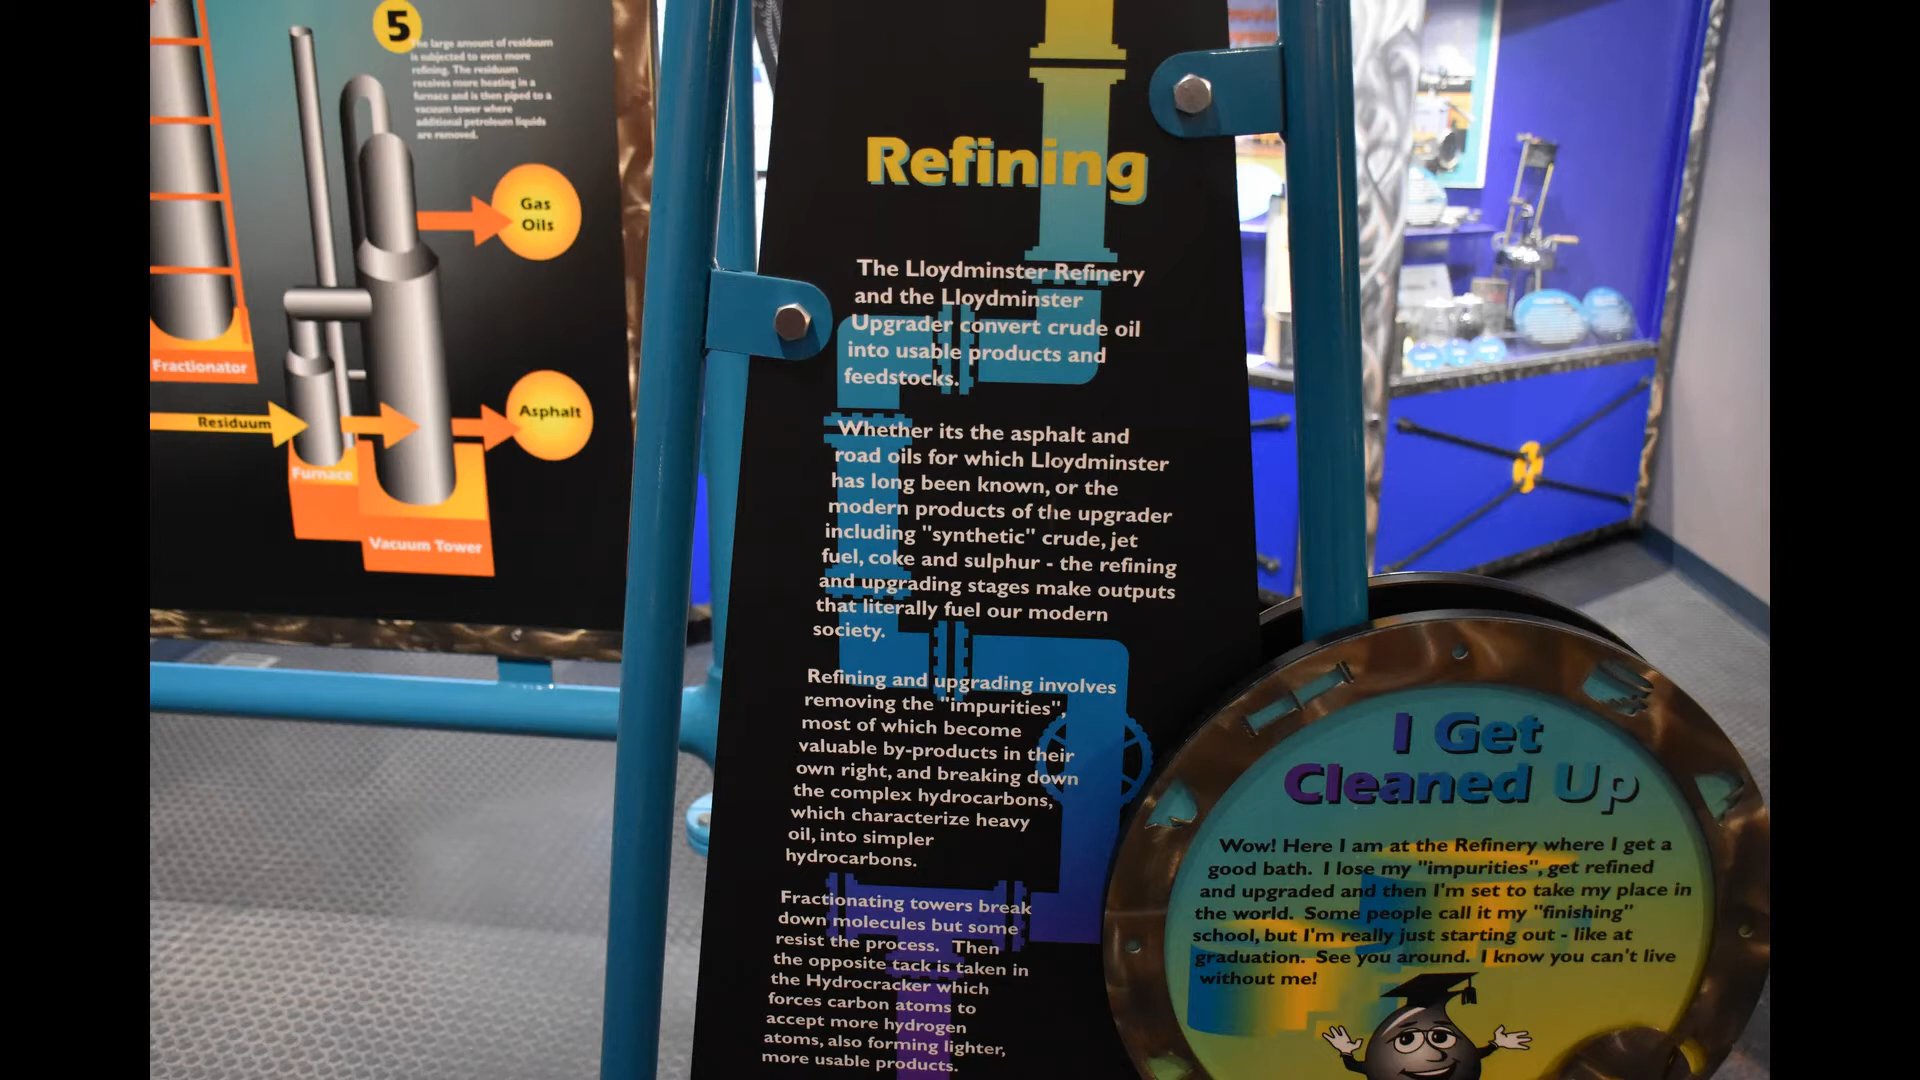 5
The large amount of residuum
is subjected to even more
refining. The residuum
receives more heating in a
furnace and is then piped to a
vacuum tower where
additional petroleum liquids
are removed.
Gas
Oils
Fractionator
Residuum
Asphalt
Furnace
Vacuum Tower
Refining
The Lloydminster Refinery
and the Lloydminster
Upgrader convert crude oil
into usable products and
feedstocks.
Whether its the asphalt and
road oils for which Lloydminster
has long been known, or the
modern products of the upgrader
including "synthetic" crude, jet
fuel, coke and sulphur - the refining
and upgrading stages make outputs
that literally fuel our modern
society.
Refining and upgrading involves
removing the "impurities",
most of which become
valuable by-products in their
own right, and breaking down
the complex hydrocarbons,
which characterize heavy
oil, into simpler
hydrocarbons.
Fractionating towers break
down molecules but some
resist the process. Then
the opposite tack is taken in
the Hydrocracker which
forces carbon atoms to
accept more hydrogen
atoms, also forming lighter,
more usable products.
I Get
Cleaned Up
Wow! Here I am at the Refinery where I get a
good bath. I lose my "impurities", get refined
and upgraded and then I'm set to take my place in
the world. Some people call it my "finishing"
school, but I'm really just starting out - like at
graduation. See you around. I know you can't live
without me!